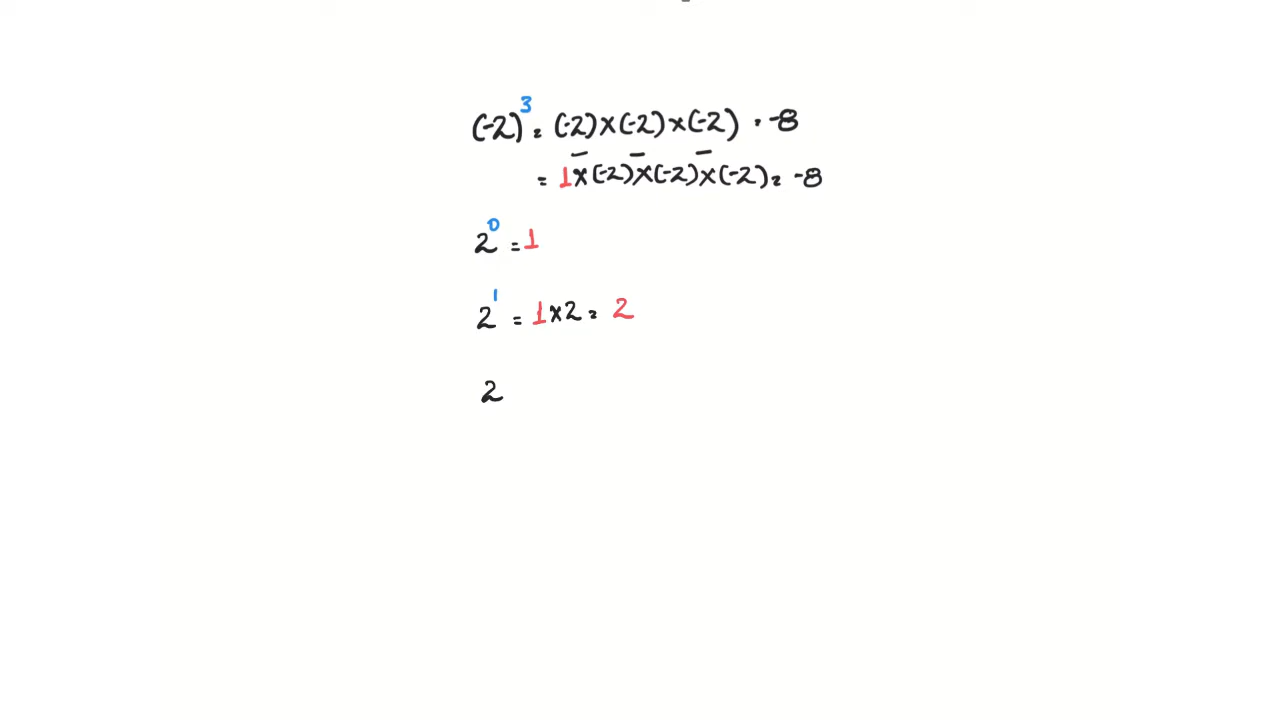 (-2)³ = (-2)×(-2)×(-2) = -8
= 1×(-2)×(-2)×(-2) = -8
2⁰ = 1
2¹ = 1×2 = 2
2